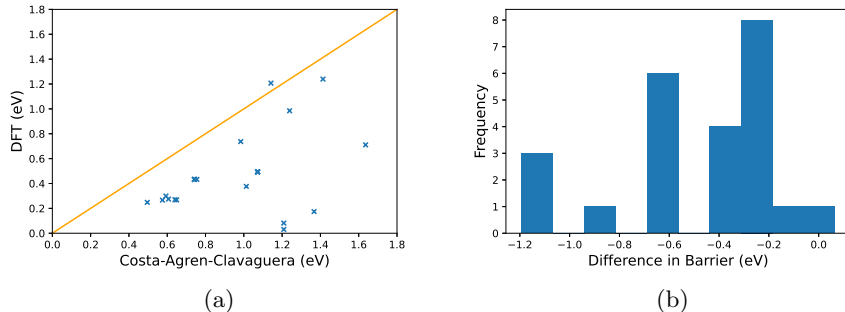 1.8
1.6
1.4
1.2
1.0
0.8
0.6
0.4
0.2
0.0
0.0 0.2 0.4 0.6 0.8 1.0 1.2 1.4 1.6 1.8
DFT (eV)
Costa-Agren-Clavaguera (eV)
(a)
8
7
6
5
4
3
2
1
0
−1.2 −1.0 −0.8 −0.6 −0.4 −0.2 0.0
Frequency
Difference in Barrier (eV)
(b)